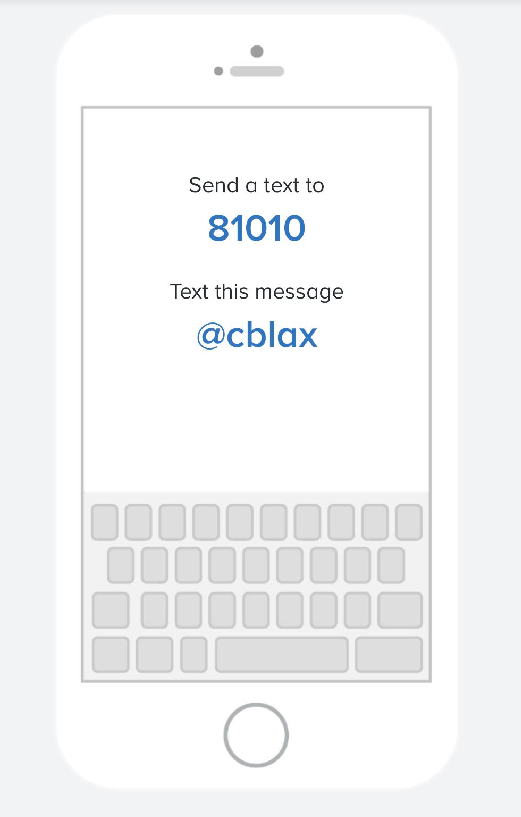 Send a text to
81010
Text this message
@cblax